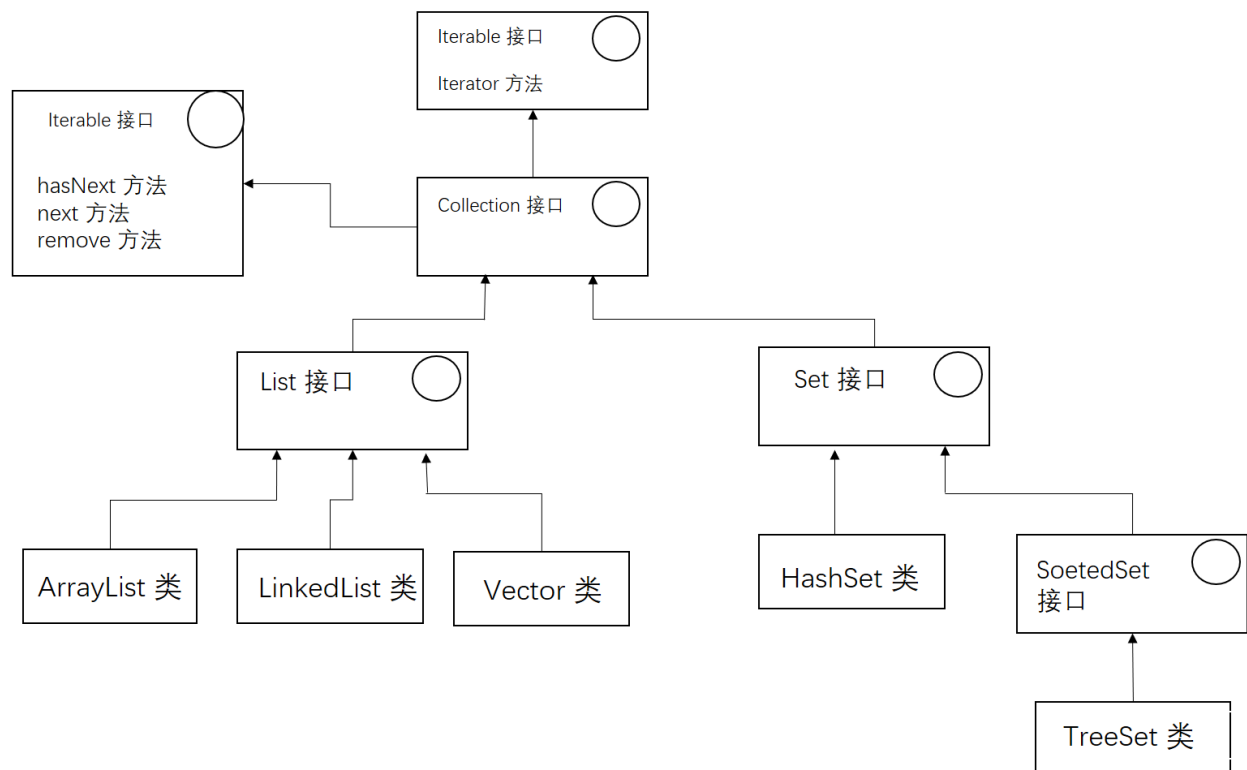 Iterable 接口
Iterator 方法
Iterable 接口
hasNext 方法
next 方法
remove 方法
Collection 接口
List 接口
Set 接口
ArrayList 类
LinkedList 类
Vector 类
HashSet 类
SoetedSet
接口
TreeSet 类